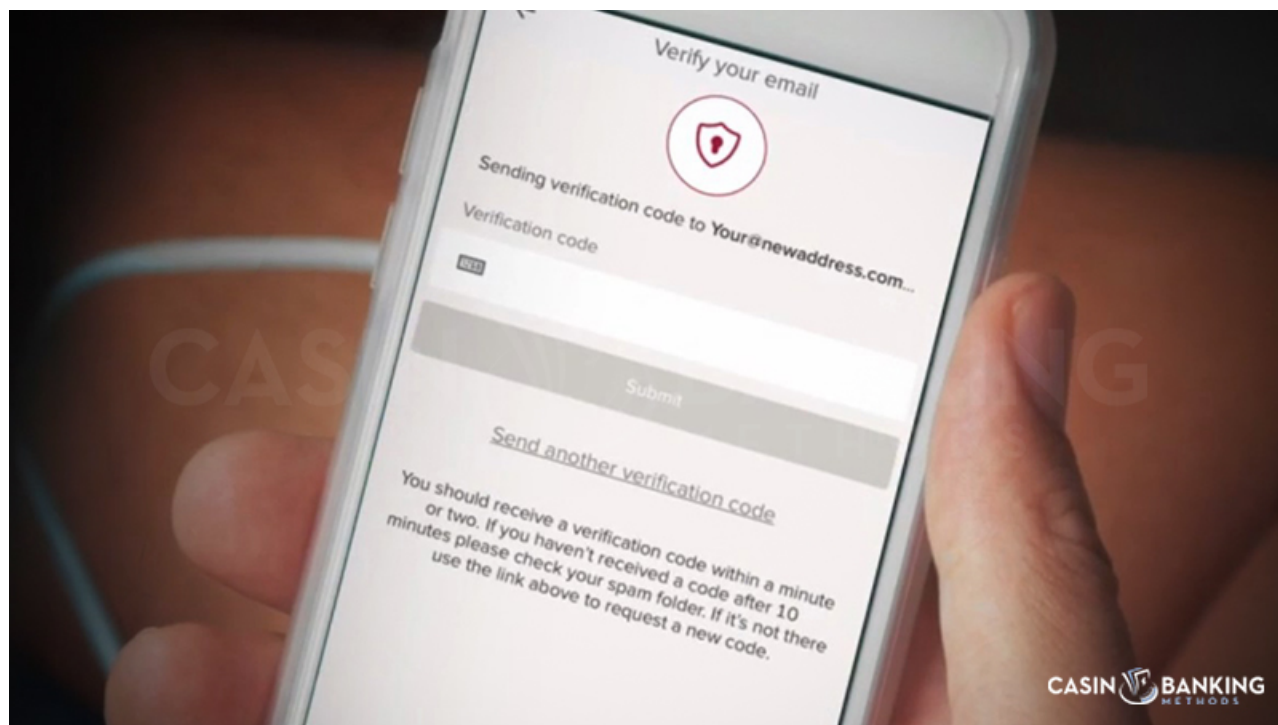 Verify your email
Sending verification code to Your@newaddress.com...
Verification code
Submit
Send another verification code
You should receive a verification code within a minute
or two. If you haven't received a code after 10
minutes please check your spam folder. If it's not there
use the link above to request a new code.
CASIN BANKING
METHODS